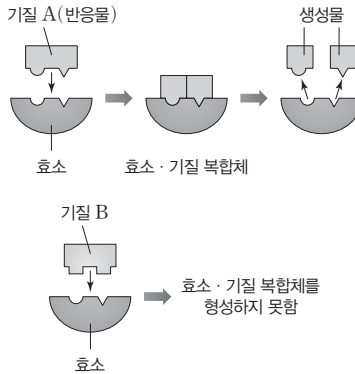 기질 A(반응물)
생성물
효소
효소·기질 복합체
기질 B
효소·기질 복합체를
형성하지 못함
효소